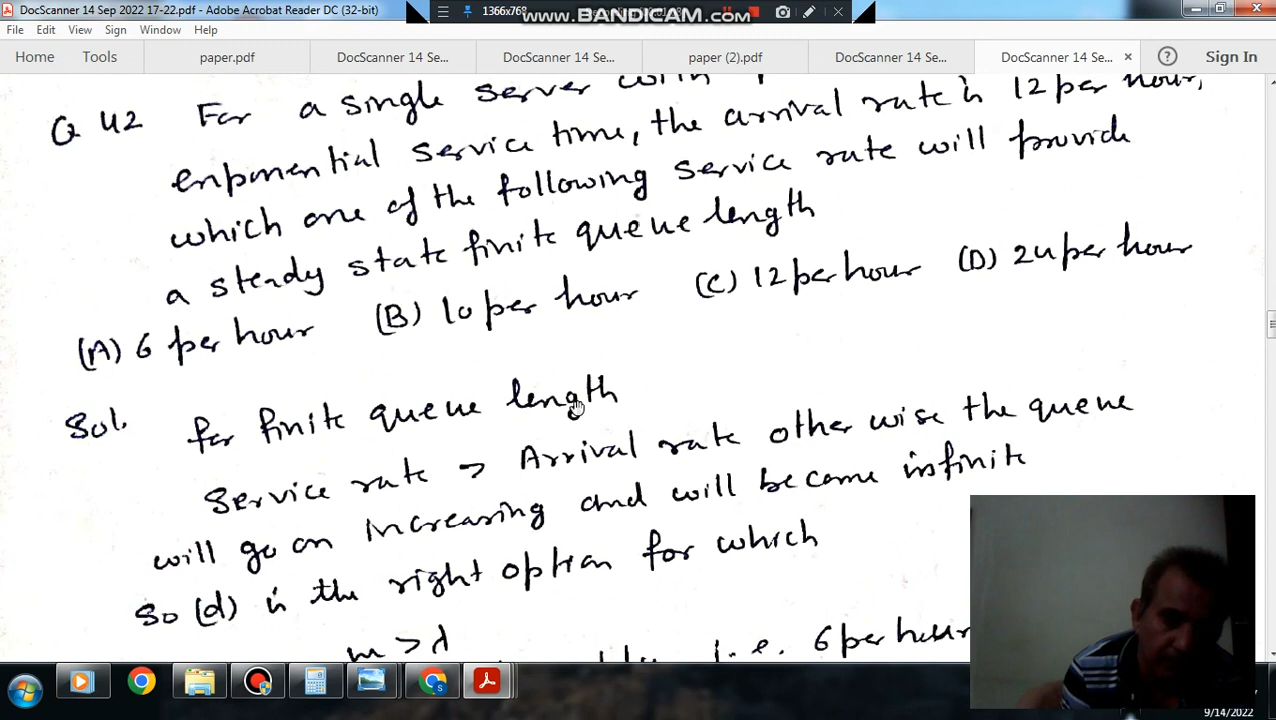 DocScanner 14 Sep 2022 17-22.pdf - Adobe Acrobat Reader DC (32-bit)
1366x768
www.BANDICAM.com
File Edit View Sign Window Help
Home Tools paper.pdf DocScanner 14 Se... DocScanner 14 Se... paper (2).pdf DocScanner 14 Se... DocScanner 14 Se... × Sign In
Q 42 For a single server with
enponential service time, the arrival rate is 12 per hour,
which one of the following service rate will provide
a steady state finite queue length
(A) 6 per hour (B) 10 per hour (C) 12 per hour (D) 24 per hour
Sol. for finite queue length
Service rate > Arrival rate other wise the queue
will go on increasing and will become infinite
So (d) is the right option for which
m > λ
i.e. 6 per hour
9/14/2022